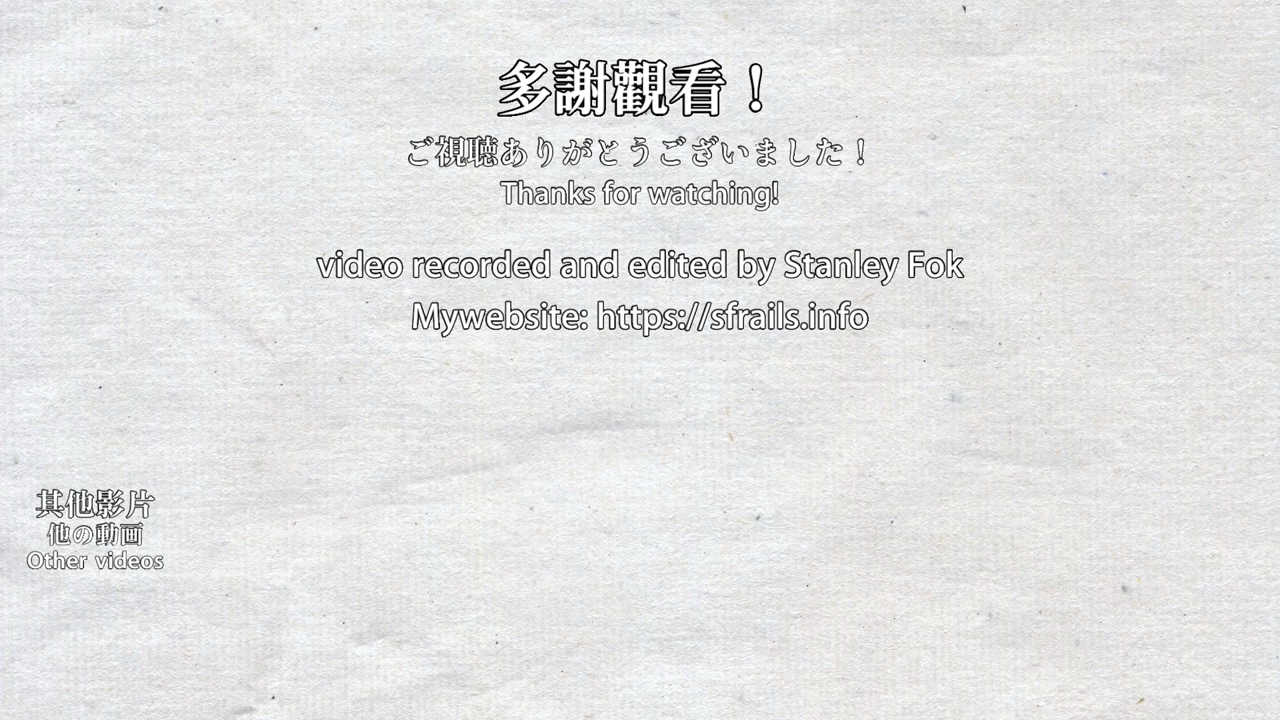 多謝觀看！
ご視聴ありがとうございました！
Thanks for watching!
video recorded and edited by Stanley Fok
Mywebsite: https://sfrails.info
其他影片
他の動画
Other videos